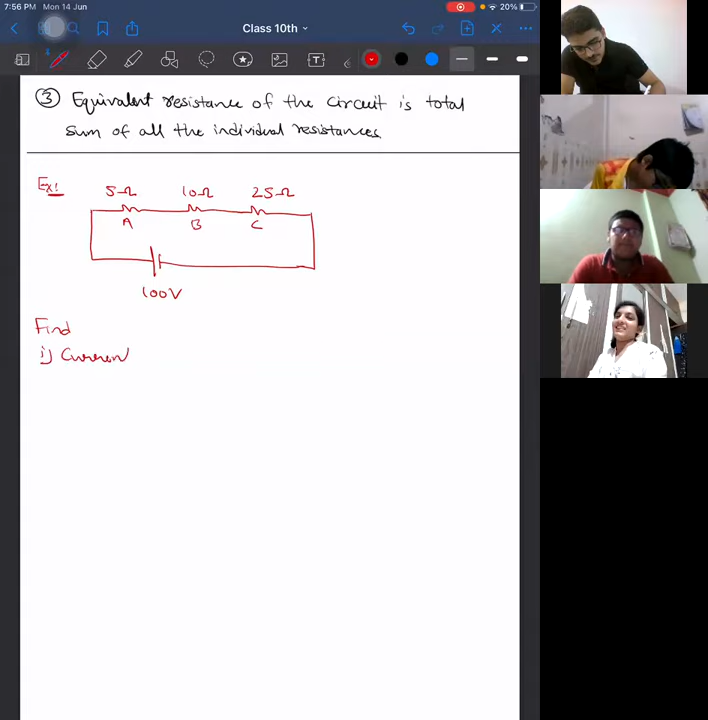 7:56 PM Mon 14 Jun
20%
Class 10th
③ Equivalent resistance of the circuit is total
sum of all the individual resistances
Ex:
5Ω 10Ω 25Ω
A B C
100V
Find
i) Current